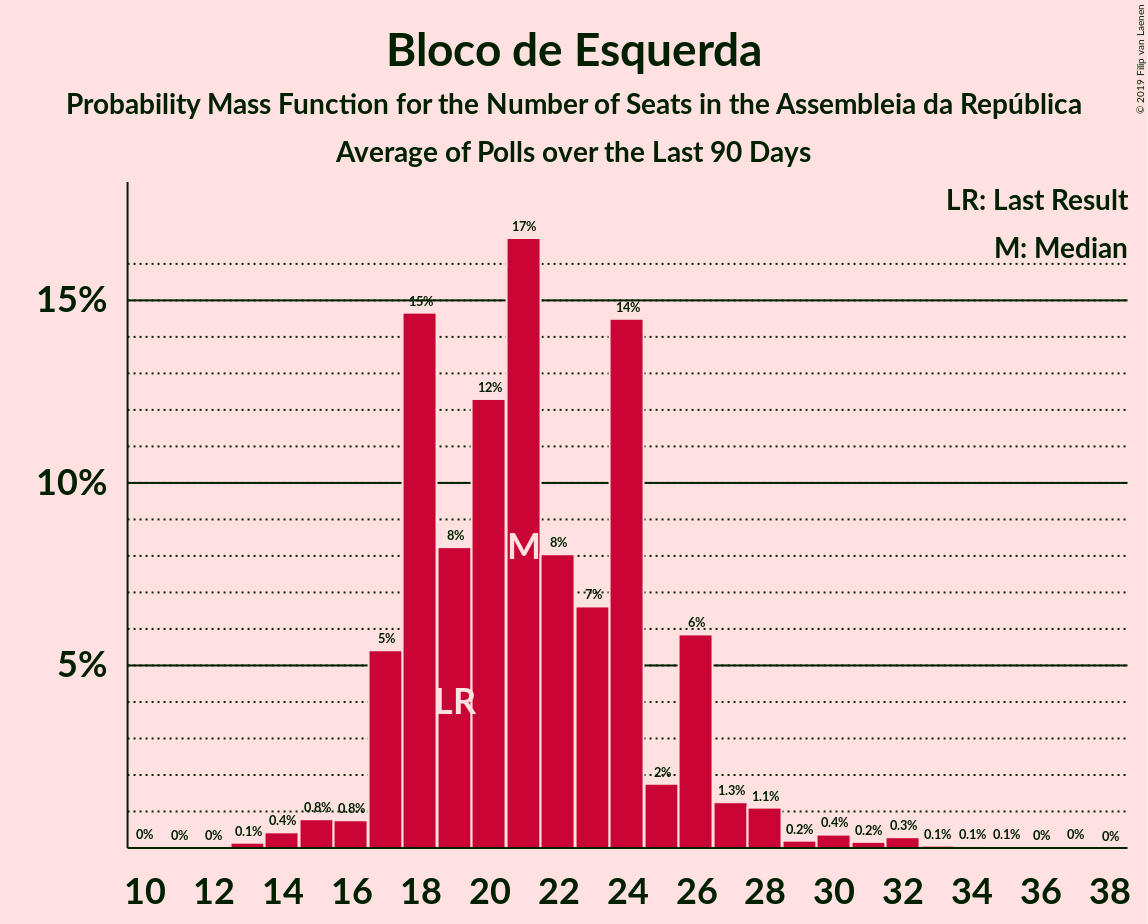 Bloco de Esquerda
Probability Mass Function for the Number of Seats in the Assembleia da República
Average of Polls over the Last 90 Days
© 2019 Filip van Laenen
LR: Last Result
M: Median
15%
10%
5%
0% 0% 0% 0.1% 0.4% 0.8% 0.8% 5% 15% 8% 12% 17% 8% 7% 14% 2% 6% 1.3% 1.1% 0.2% 0.4% 0.2% 0.3% 0.1% 0.1% 0.1% 0% 0% 0%
M
LR
10 12 14 16 18 20 22 24 26 28 30 32 34 36 38